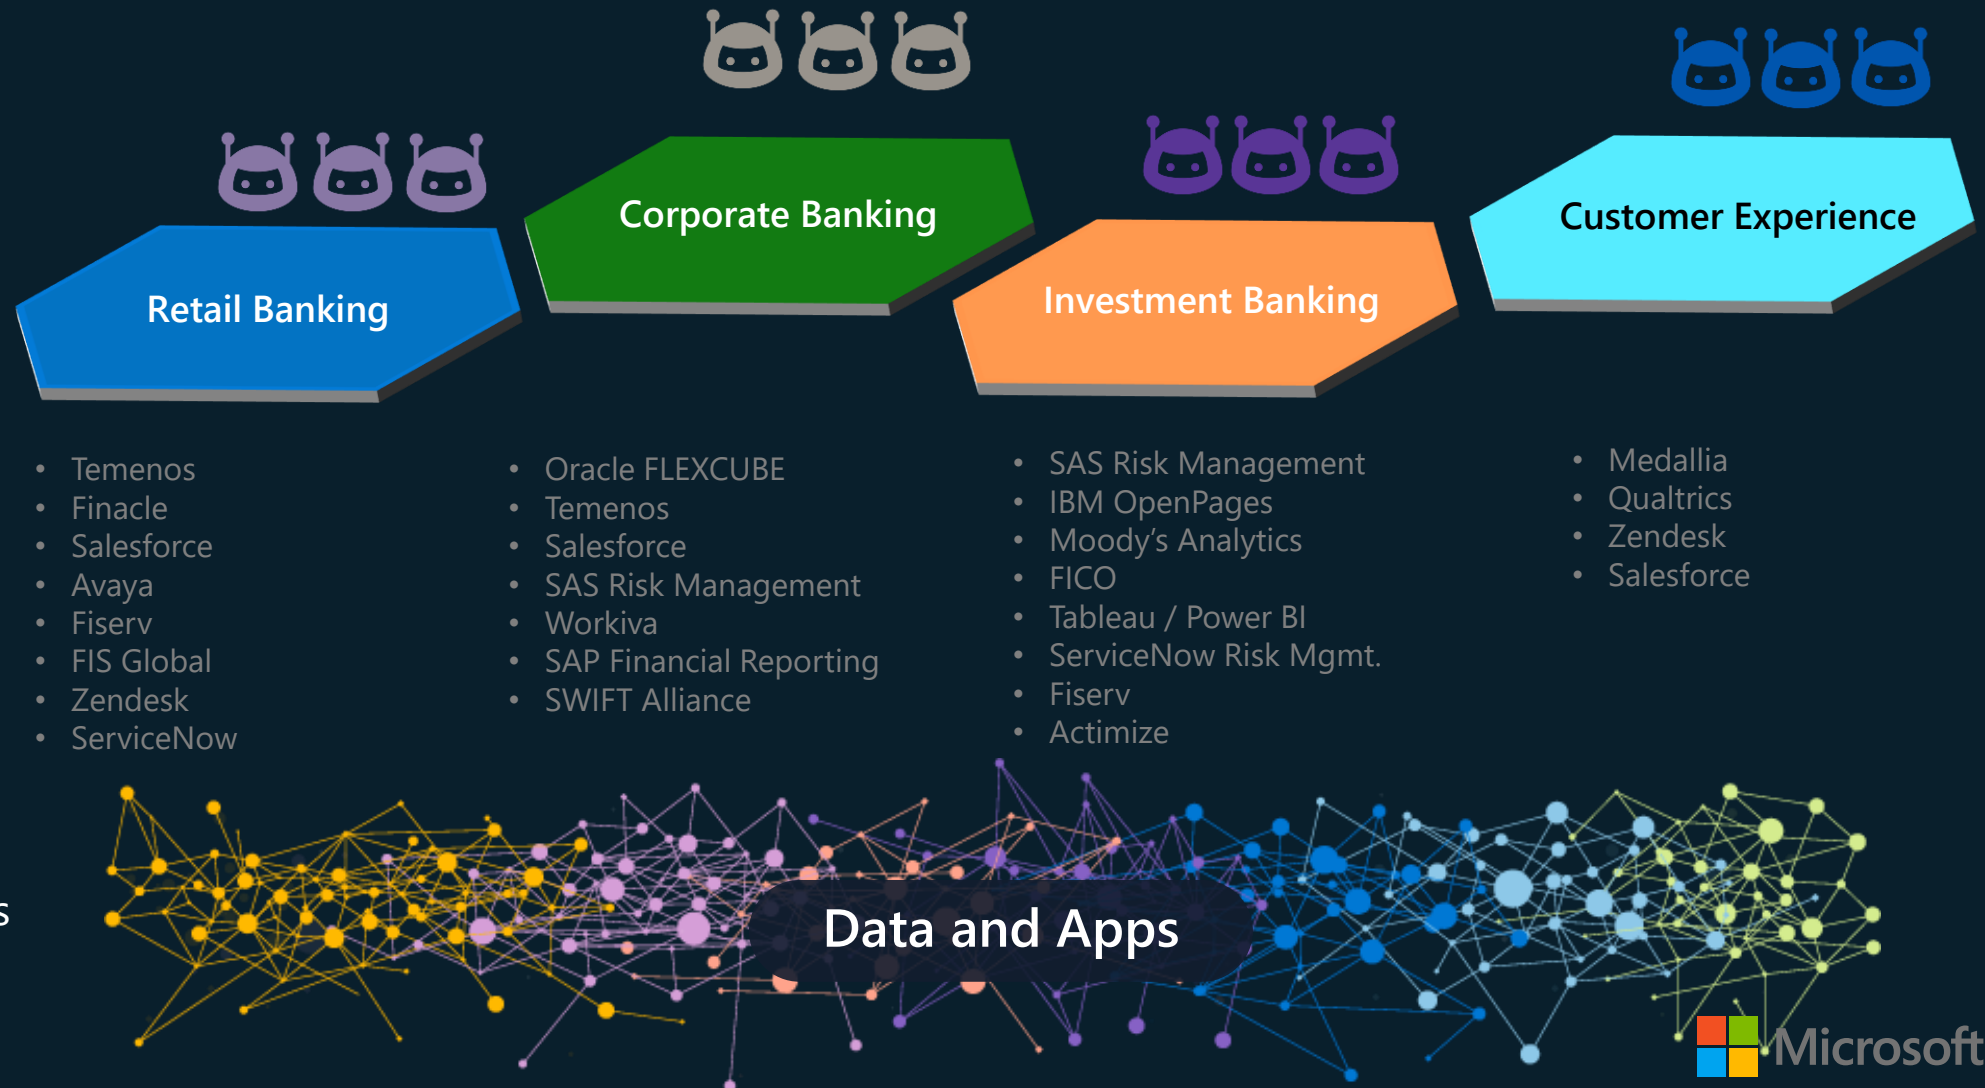 Corporate Banking
Customer Experience
Retail Banking
Investment Banking
• Temenos
• Finacle
• Salesforce
• Avaya
• Fiserv
• FIS Global
• Zendesk
• ServiceNow
• Oracle FLEXCUBE
• Temenos
• Salesforce
• SAS Risk Management
• Workiva
• SAP Financial Reporting
• SWIFT Alliance
• SAS Risk Management
• IBM OpenPages
• Moody’s Analytics
• FICO
• Tableau / Power BI
• ServiceNow Risk Mgmt.
• Fiserv
• Actimize
• Medallia
• Qualtrics
• Zendesk
• Salesforce
s
Data and Apps
Microsoft